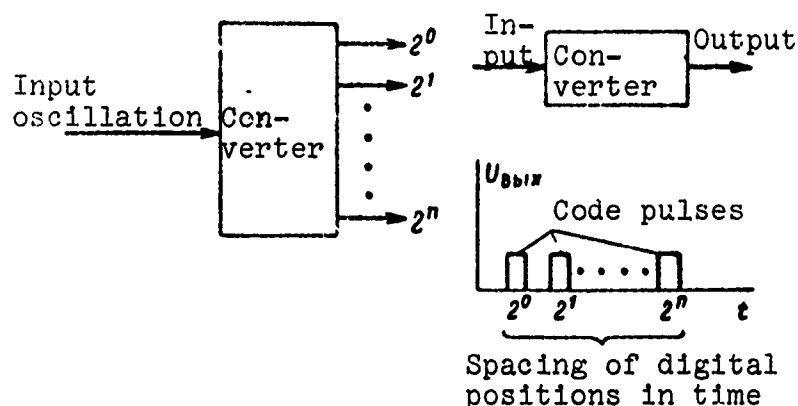 Input
oscillation
Con-
verter
2⁰
2¹
2ⁿ
In-
put
Con-
verter
Output
Uвых
Code pulses
2⁰ 2¹ 2ⁿ t
Spacing of digital
positions in time